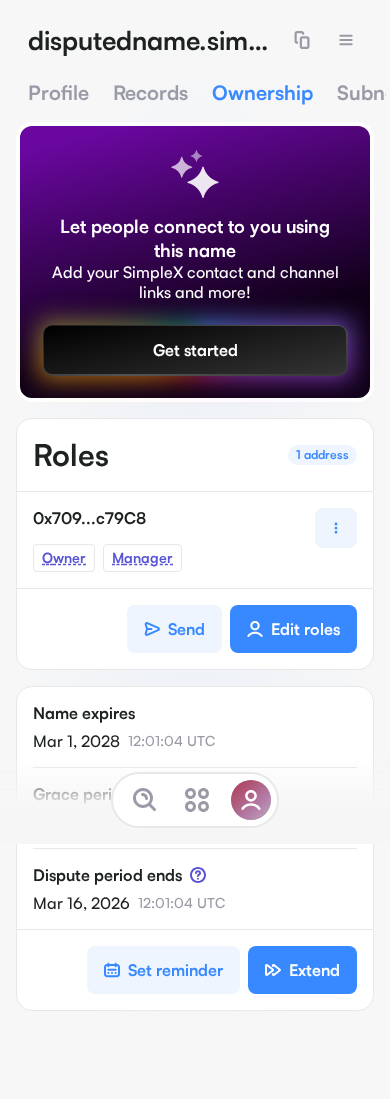 disputedname.sim...
Profile Records Ownership Subn
Let people connect to you using
this name
Add your SimpleX contact and channel
links and more!
Get started
Roles
1 address
0x709...c79C8
Owner Manager
Send Edit roles
Name expires
Mar 1, 2028 12:01:04 UTC
Grace peri
Dispute period ends
Mar 16, 2026 12:01:04 UTC
Set reminder Extend